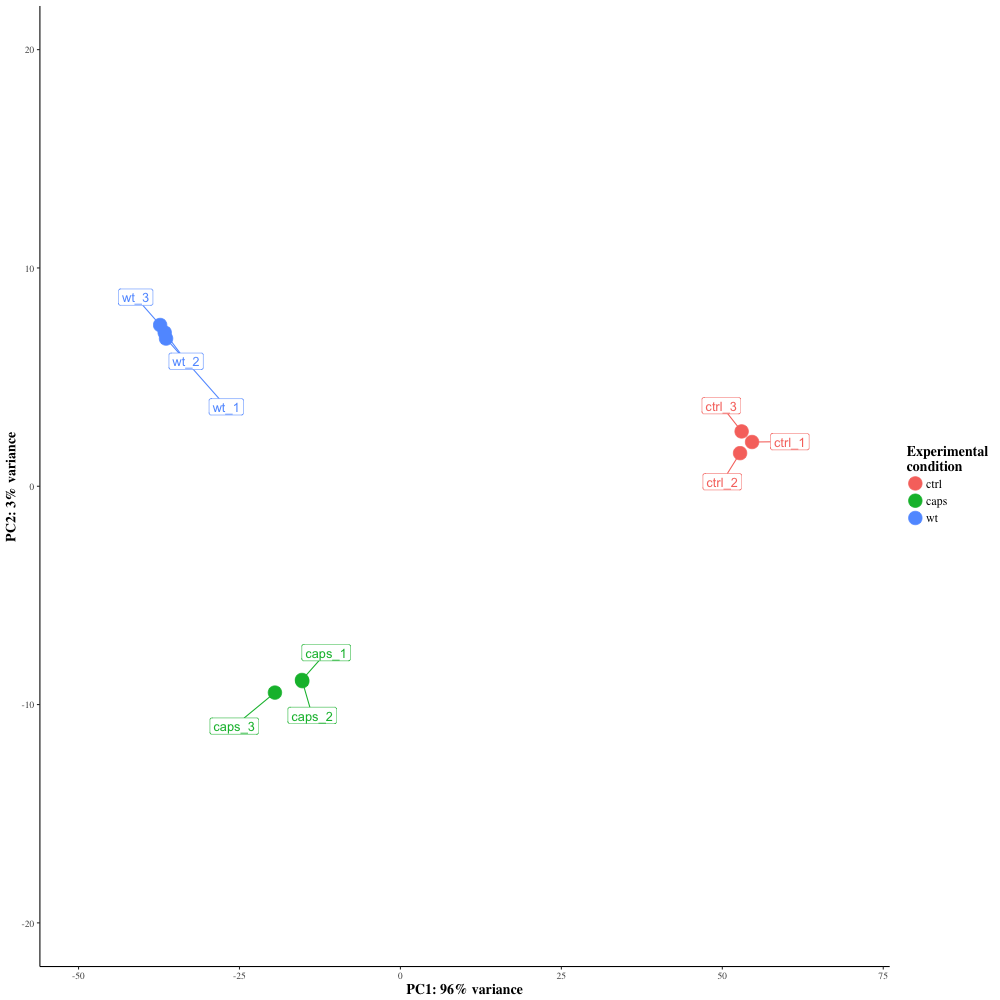 20
10
0
-10
-20
PC2: 3% variance
wt_3
wt_2
wt_1
ctrl_3
ctrl_1
ctrl_2
caps_1
caps_2
caps_3
-50
-25
0
25
50
75
PC1: 96% variance
Experimental
condition
ctrl
caps
wt